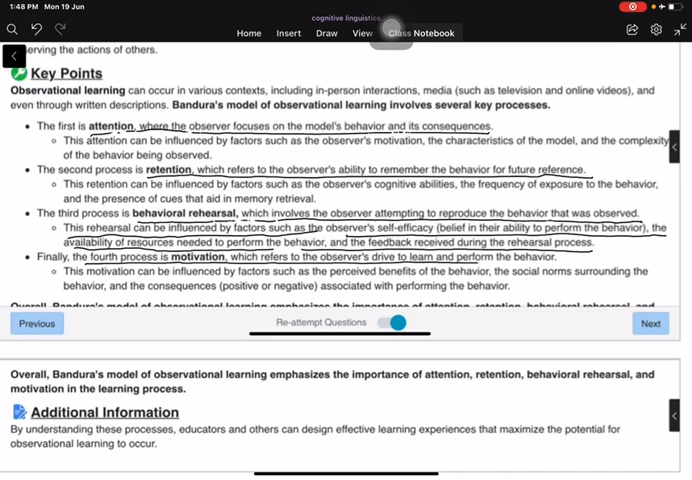 1:48 PM Mon 19 Jun
cognitive linguistics
Home Insert Draw View Class Notebook
erving the actions of others.
Key Points
Observational learning can occur in various contexts, including in-person interactions, media (such as television and online videos), and
even through written descriptions. Bandura's model of observational learning involves several key processes.
• The first is attention, where the observer focuses on the model's behavior and its consequences.
◦ This attention can be influenced by factors such as the observer's motivation, the characteristics of the model, and the complexity
of the behavior being observed.
• The second process is retention, which refers to the observer's ability to remember the behavior for future reference.
◦ This retention can be influenced by factors such as the observer's cognitive abilities, the frequency of exposure to the behavior,
and the presence of cues that aid in memory retrieval.
• The third process is behavioral rehearsal, which involves the observer attempting to reproduce the behavior that was observed.
◦ This rehearsal can be influenced by factors such as the observer's self-efficacy (belief in their ability to perform the behavior), the
availability of resources needed to perform the behavior, and the feedback received during the rehearsal process.
• Finally, the fourth process is motivation, which refers to the observer's drive to learn and perform the behavior.
◦ This motivation can be influenced by factors such as the perceived benefits of the behavior, the social norms surrounding the
behavior, and the consequences (positive or negative) associated with performing the behavior.
Overall, Bandura's model of observational learning emphasizes the importance of attention, retention, behavioral rehearsal, and
Previous Re-attempt Questions Next
Overall, Bandura's model of observational learning emphasizes the importance of attention, retention, behavioral rehearsal, and
motivation in the learning process.
Additional Information
By understanding these processes, educators and others can design effective learning experiences that maximize the potential for
observational learning to occur.